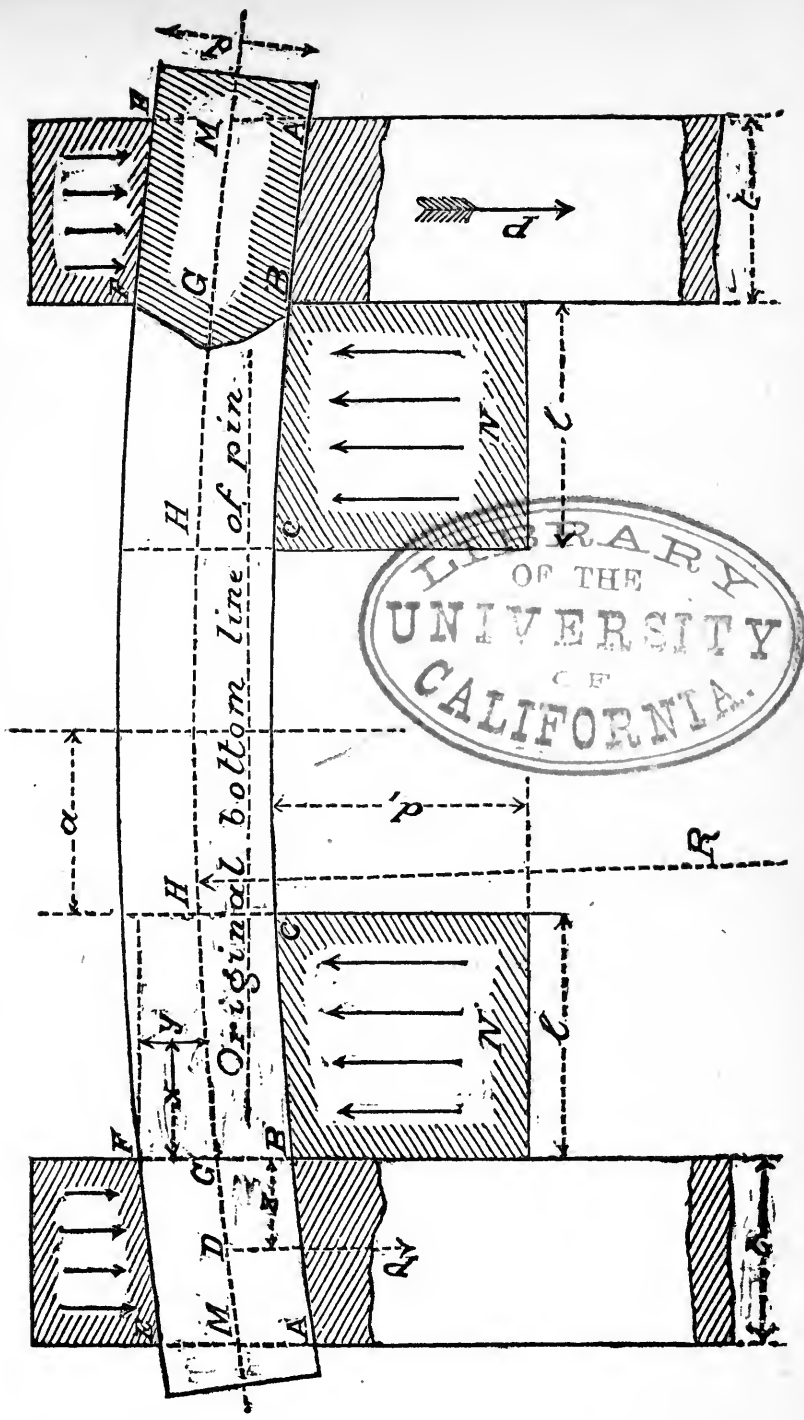 d
E
M
A
F
G
B
P
t
H
C
N
l
Original bottom line of pin
a
H
C
d'
R
N
l
F
y
x
G
B
D
M
A
LIBRARY
OF THE
UNIVERSITY
OF
CALIFORNIA.